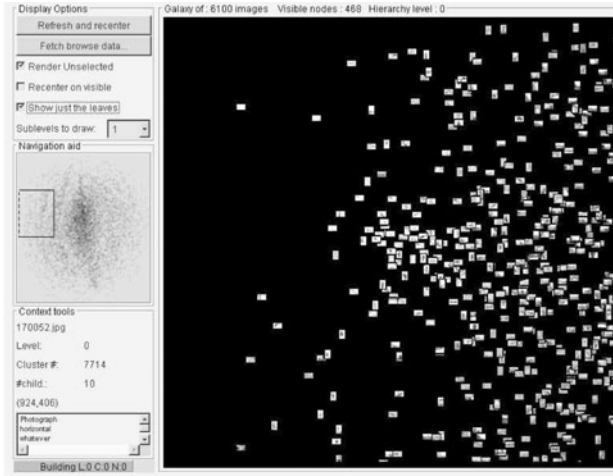 Display Options
Refresh and recenter
Fetch browse data...
Render Unselected
Recenter on visible
Show just the leaves
Sublevels to draw: 1
Navigation aid
Context tools
170052.jpg
Level: 0
Cluster #: 7714
#child.: 10
(924,406)
Photograph
horizontal
whatever
Building L:0 C:0 N:0
Galaxy of : 6100 images Visible nodes : 468 Hierarchy level : 0